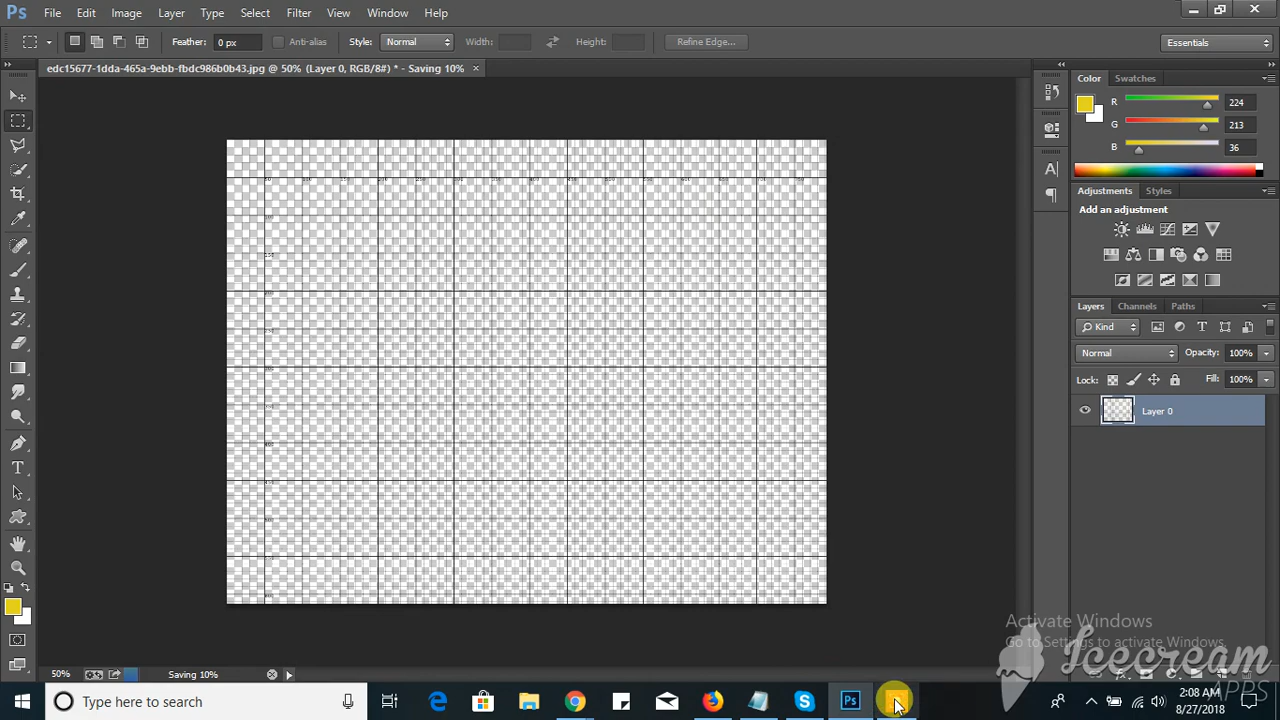 Ps File Edit Image Layer Type Select Filter View Window Help
Feather: 0 px Anti-alias Style: Normal Width: Height: Refine Edge... Essentials
edc15677-1dda-465a-9ebb-fbdc986b0b43.jpg @ 50% (Layer 0, RGB/8#) * - Saving 10% ×
Color Swatches
R 224
G 213
B 36
Adjustments Styles
Add an adjustment
Layers Channels Paths
Kind
Normal Opacity: 100%
Lock: Fill: 100%
Layer 0
Activate Windows
Go to Settings to activate Windows.
Icecream
APPS
50% Saving 10%
Type here to search
Ps
2:08 AM
8/27/2018